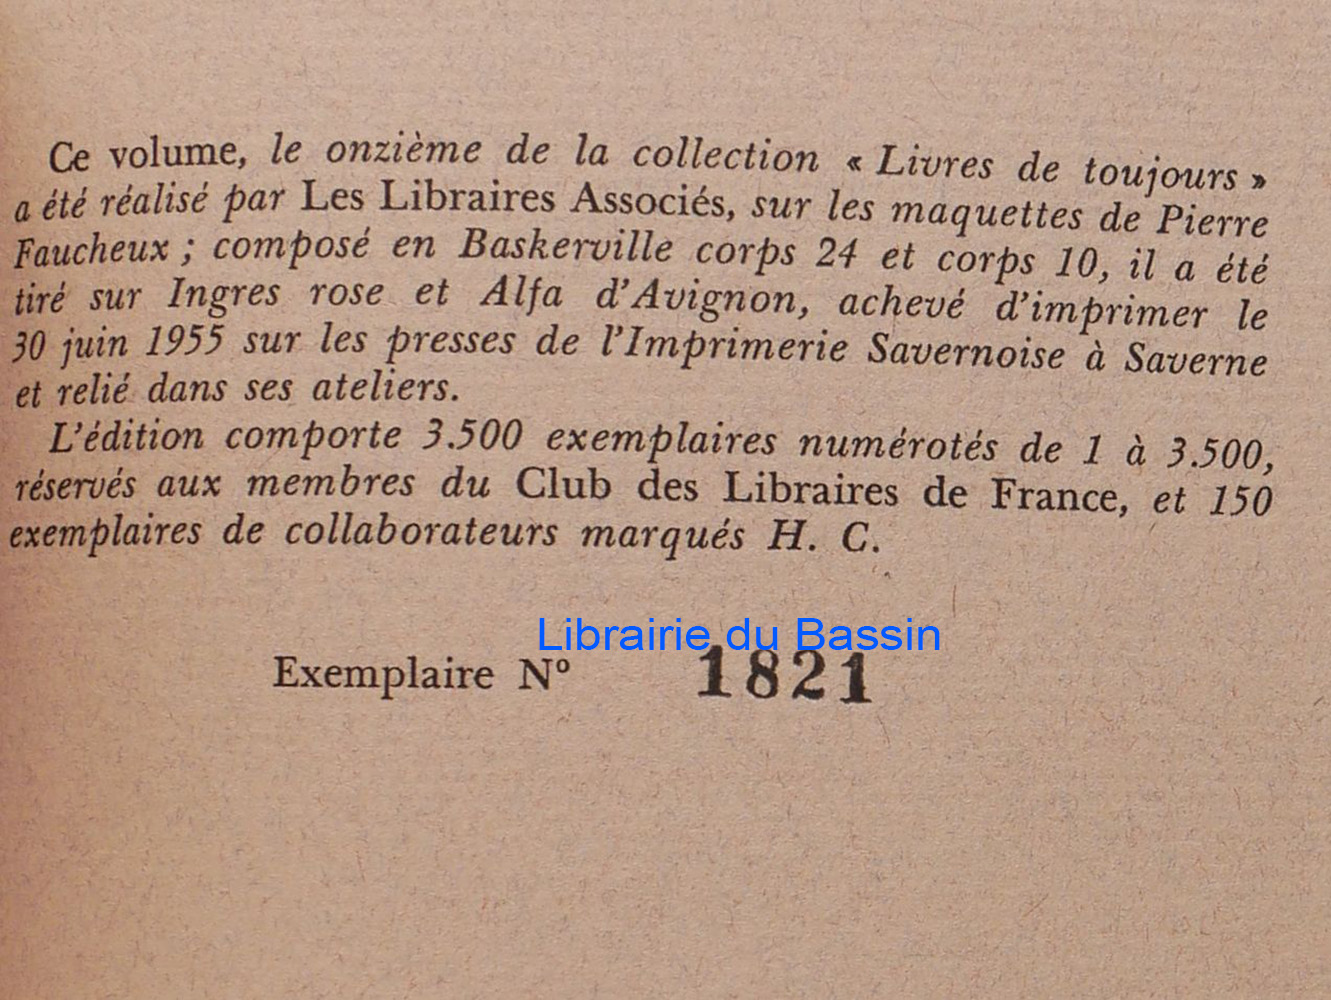 Ce volume, le onzième de la collection « Livres de toujours »
a été réalisé par Les Libraires Associés, sur les maquettes de Pierre
Faucheux ; composé en Baskerville corps 24 et corps 10, il a été
tiré sur Ingres rose et Alfa d'Avignon, achevé d'imprimer le
30 juin 1955 sur les presses de l'Imprimerie Savernoise à Saverne
et relié dans ses ateliers.
L'édition comporte 3.500 exemplaires numérotés de 1 à 3.500,
réservés aux membres du Club des Libraires de France, et 150
exemplaires de collaborateurs marqués H. C.
Librairie du Bassin
Exemplaire Nº 1821